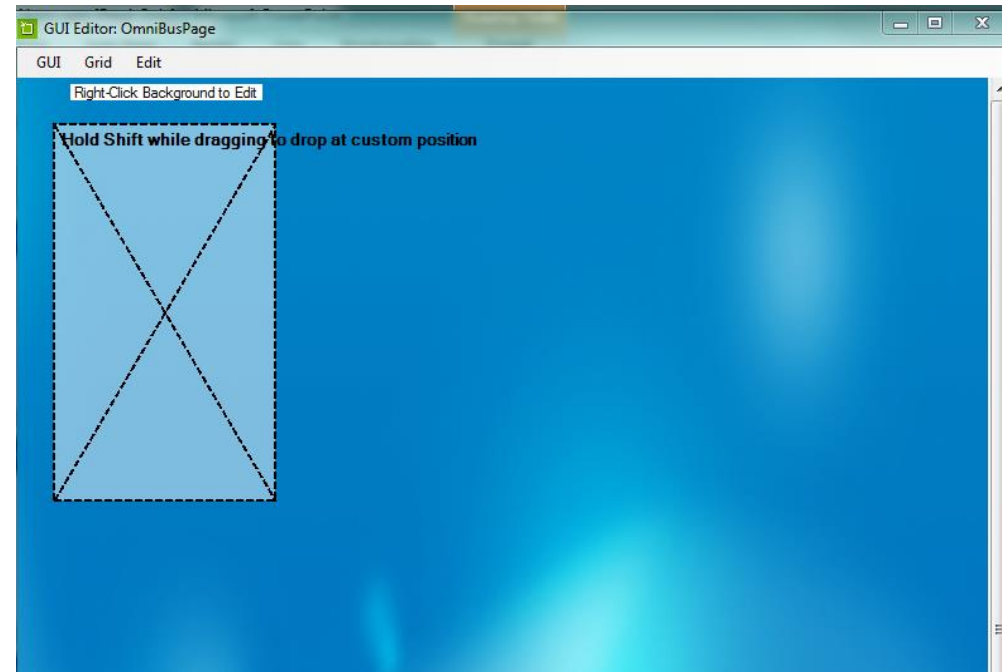 GUI Editor: OmniBusPage
GUI Grid Edit
Right-Click Background to Edit
Hold Shift while dragging to drop at custom position